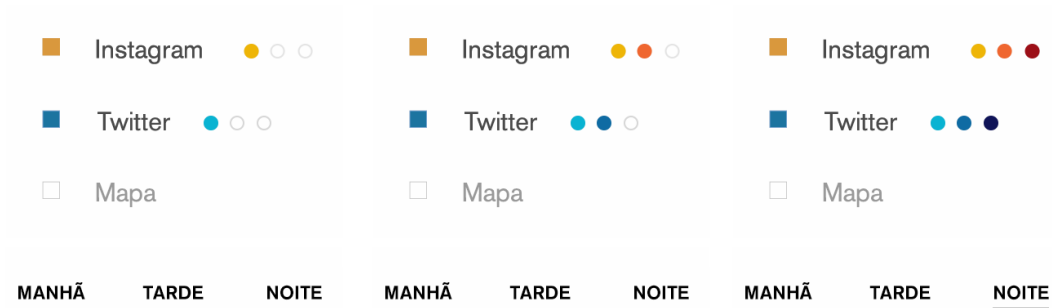 Instagram Instagram Instagram
Twitter Twitter Twitter
Mapa Mapa Mapa
MANHÃ TARDE NOITE MANHÃ TARDE NOITE MANHÃ TARDE NOITE